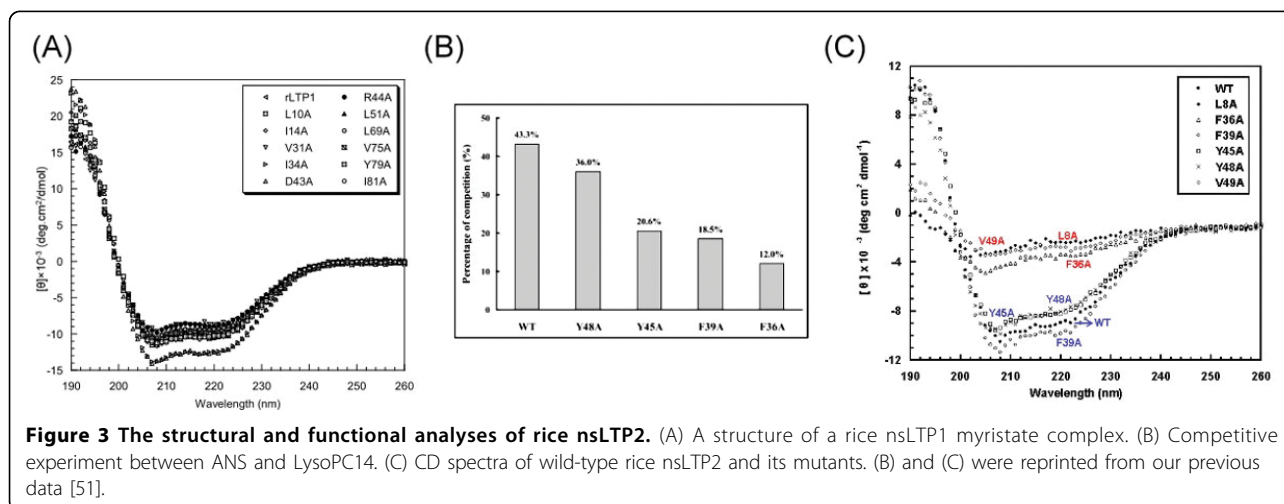 (A)
25
20
15
10
5
0
-5
-10
-15
[θ]×10⁻³ (deg.cm²/dmol)
rLTP1
R44A
L10A
L51A
I14A
L69A
V31A
V75A
I34A
Y79A
D43A
I81A
190 200 210 220 230 240 250 260
Wavelength (nm)
(B)
60
40
20
0
Percentage of competition (%)
43.3%
36.0%
20.6%
18.5%
12.0%
WT Y48A Y45A F39A F36A
(C)
12
8
4
0
-4
-8
-12
[θ] x 10⁻³ (deg cm² dmol⁻¹)
WT
L8A
F36A
F39A
Y45A
Y48A
V49A
V49A
L8A
F36A
Y45A
Y48A
WT
F39A
190 200 210 220 230 240 250 260
Wavelength (nm)
Figure 3 The structural and functional analyses of rice nsLTP2. (A) A structure of a rice nsLTP1 myristate complex. (B) Competitive
experiment between ANS and LysoPC14. (C) CD spectra of wild-type rice nsLTP2 and its mutants. (B) and (C) were reprinted from our previous
data [51].